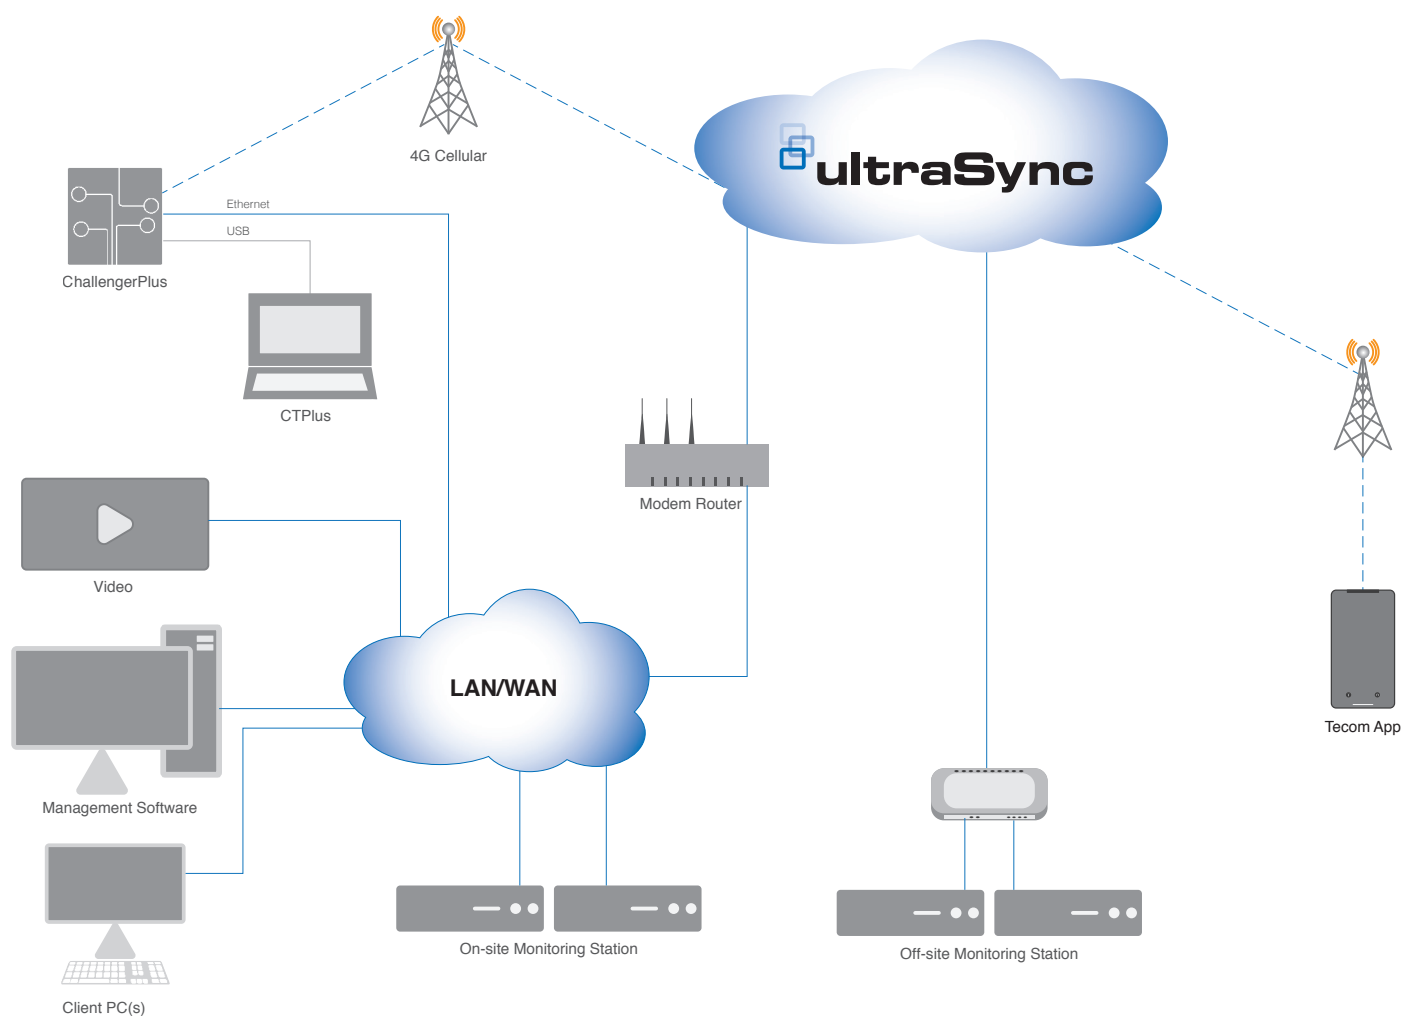 4G Cellular
ultraSync
Ethernet
USB
ChallengerPlus
CTPlus
Modem Router
Video
LAN/WAN
Tecom App
Management Software
On-site Monitoring Station
Off-site Monitoring Station
Client PC(s)